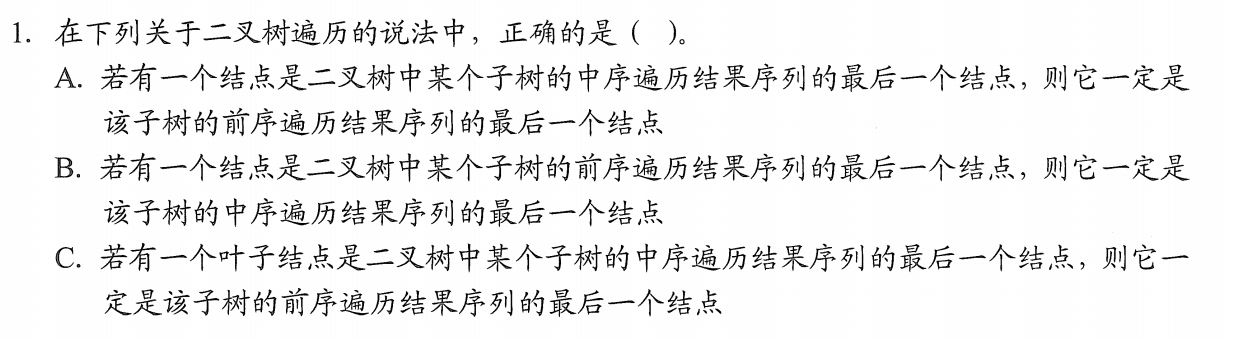 1. 在下列关于二叉树遍历的说法中，正确的是（ ）。
A. 若有一个结点是二叉树中某个子树的中序遍历结果序列的最后一个结点，则它一定是
该子树的前序遍历结果序列的最后一个结点
B. 若有一个结点是二叉树中某个子树的前序遍历结果序列的最后一个结点，则它一定是
该子树的中序遍历结果序列的最后一个结点
C. 若有一个叶子结点是二叉树中某个子树的中序遍历结果序列的最后一个结点，则它一
定是该子树的前序遍历结果序列的最后一个结点